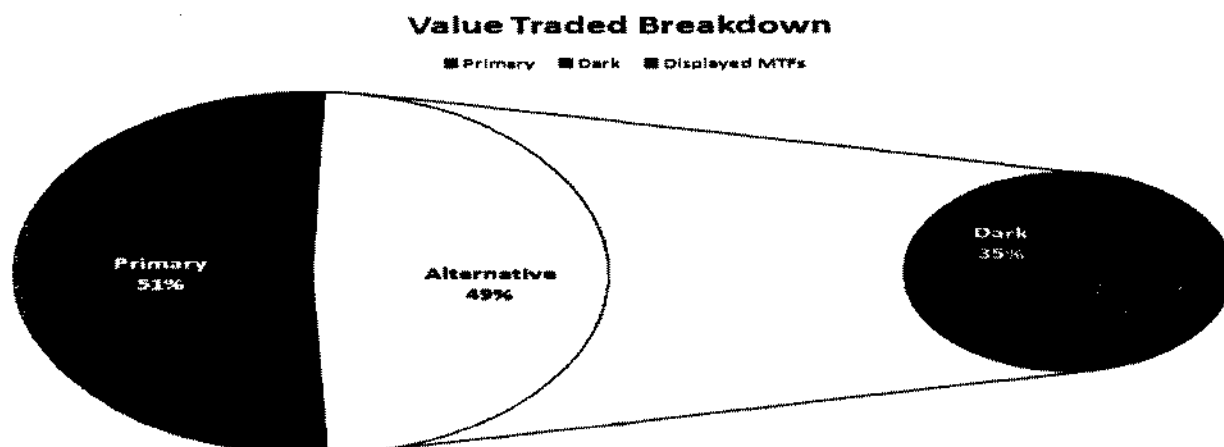 Value Traded Breakdown
Primary Dark Displayed MTFs
Primary
51%
Alternative
49%
Dark
35%